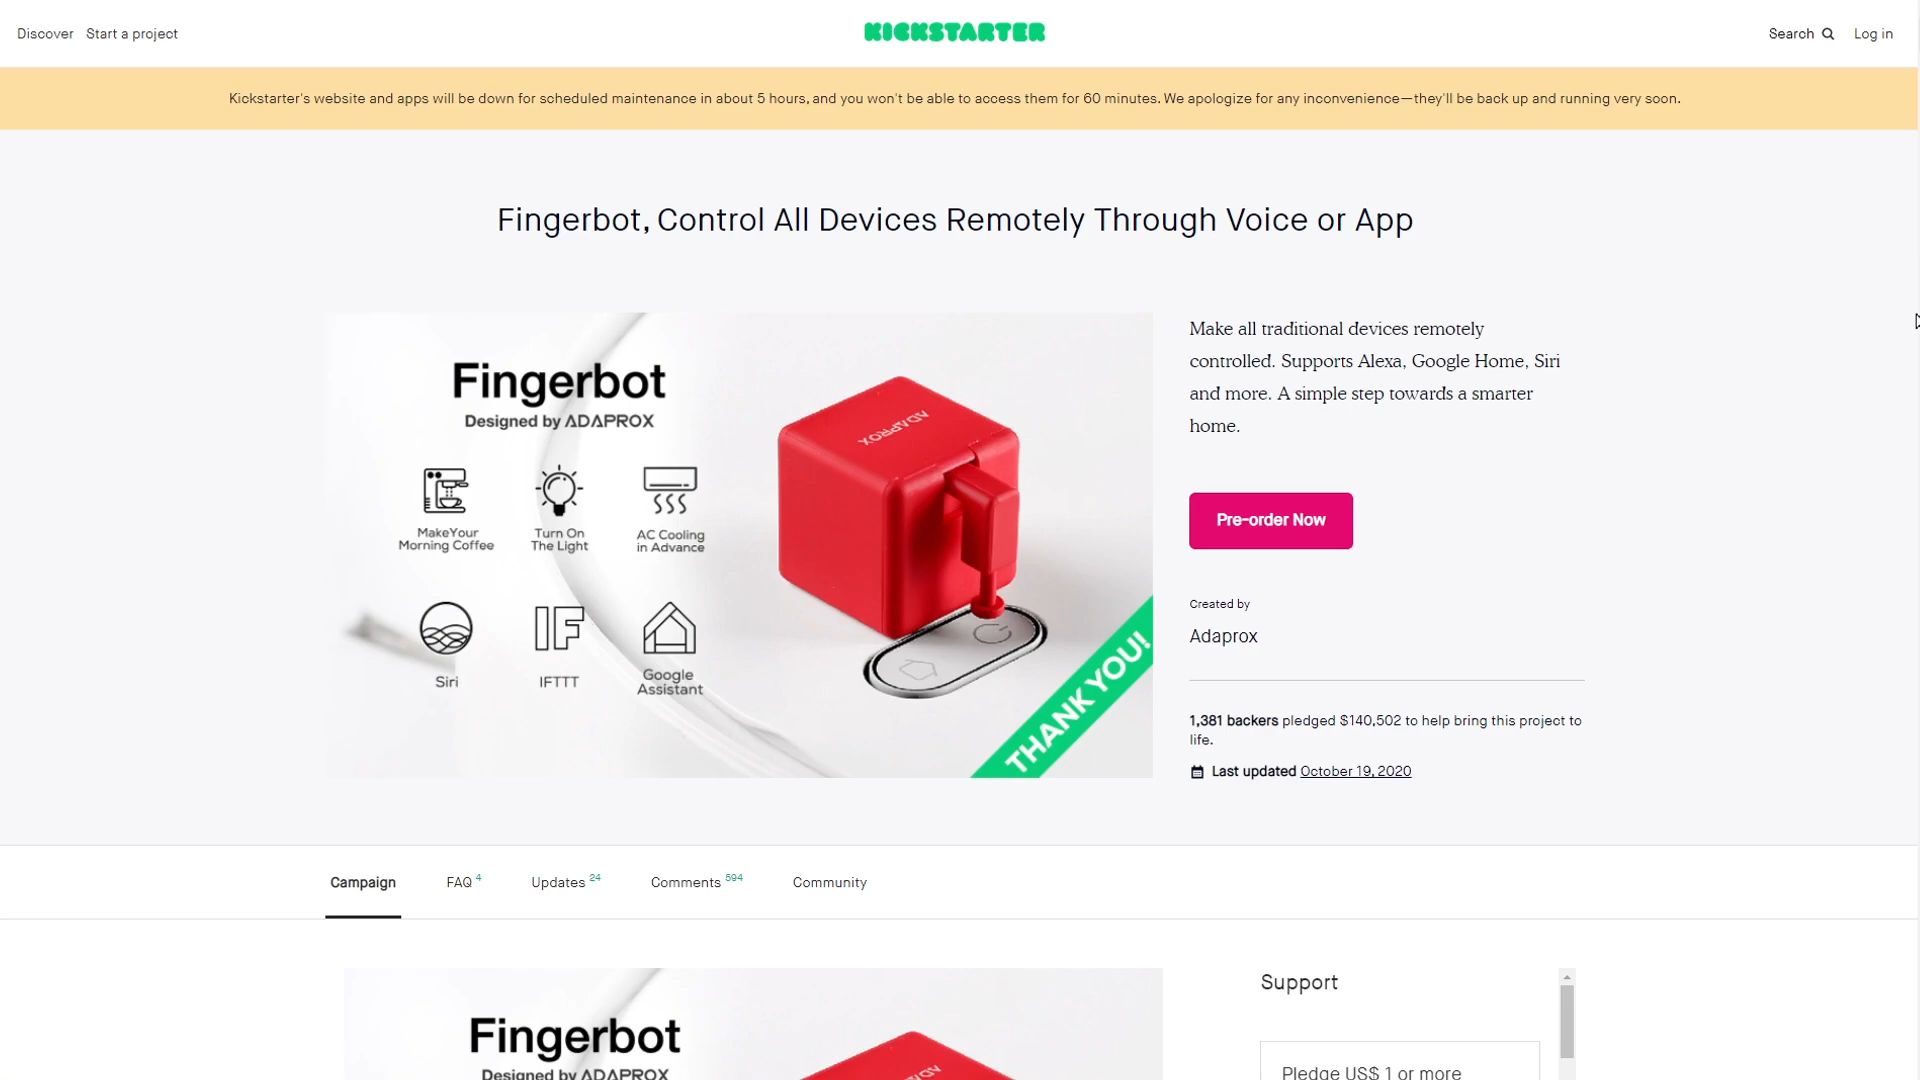 Discover Start a project
KICKSTARTER
Search Log in
Kickstarter's website and apps will be down for scheduled maintenance in about 5 hours, and you won't be able to access them for 60 minutes. We apologize for any inconvenience—they'll be back up and running very soon.
Fingerbot, Control All Devices Remotely Through Voice or App
Fingerbot
Designed by ADAPROX
MakeYour
Morning Coffee
Turn On
The Light
AC Cooling
in Advance
IF
Siri
IFTTT
Google
Assistant
ADAPROX
THANK YOU!
Make all traditional devices remotely
controlled. Supports Alexa, Google Home, Siri
and more. A simple step towards a smarter
home.
Pre-order Now
Created by
Adaprox
1,381 backers pledged $140,502 to help bring this project to
life.
Last updated October 19, 2020
Campaign FAQ 4 Updates 24 Comments 594 Community
Fingerbot
Designed by ADAPROX
Support
Pledge US$ 1 or more